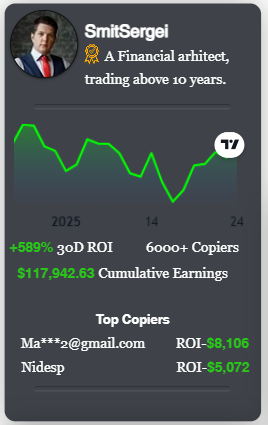 SmitSergei
A Financial arhitect,
trading above 10 years.
2025 14 24
+589% 30D ROI 6000+ Copiers
$117,942.63 Cumulative Earnings
Top Copiers
Ma***2@gmail.com ROI-$8,106
Nidesp ROI-$5,072